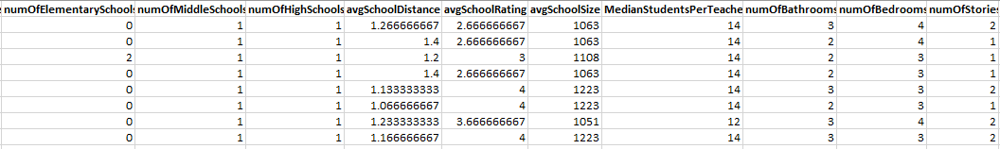 numOfElementarySchools numOfMiddleSchools numOfHighSchools avgSchoolDistance avgSchoolRating avgSchoolSize MedianStudentsPerTeache numOfBathrooms numOfBedrooms numOfStories
0 1 1 1.266666667 2.666666667 1063 14 3 4 2
0 1 1 1.4 2.666666667 1063 14 2 4 1
2 1 1 1.2 3 1108 14 2 3 1
0 1 1 1.4 2.666666667 1063 14 2 3 1
0 1 1 1.133333333 4 1223 14 3 3 2
0 1 1 1.066666667 4 1223 14 2 3 1
0 1 1 1.233333333 3.666666667 1051 12 3 4 2
0 1 1 1.166666667 4 1223 14 3 3 2